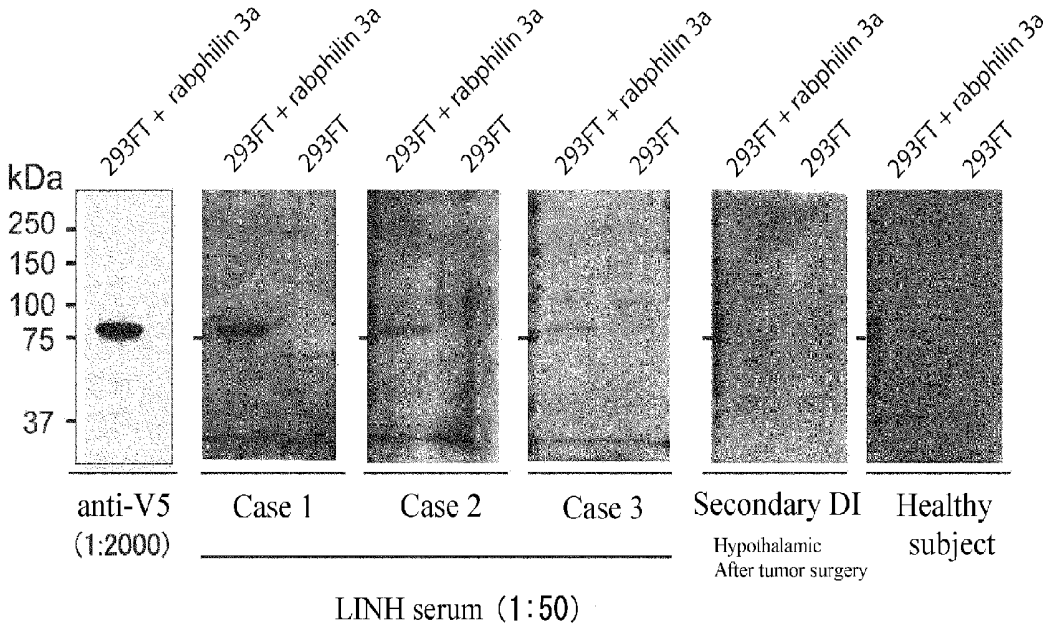 293FT + rabphilin 3a
293FT + rabphilin 3a
293FT
293FT + rabphilin 3a
293FT
293FT + rabphilin 3a
293FT
293FT + rabphilin 3a
293FT
293FT + rabphilin 3a
293FT
kDa
250
150
100
75
37
anti-V5
(1:2000)
Case 1
Case 2
Case 3
Secondary DI
Hypothalamic
After tumor surgery
Healthy
subject
LINH serum (1:50)